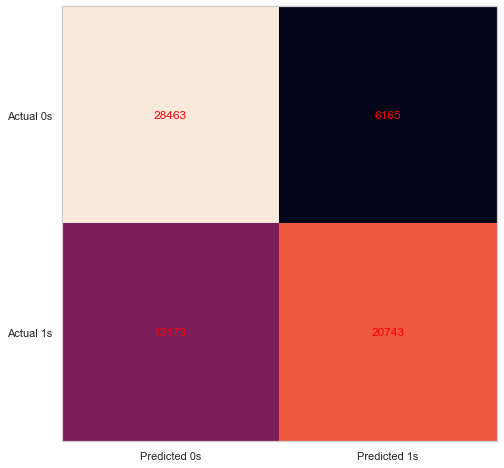 Actual 0s
28463
6165
Actual 1s
13173
20743
Predicted 0s
Predicted 1s